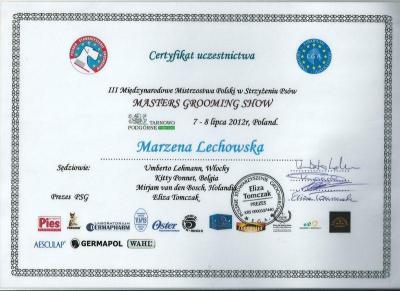 Certyfikat uczestnictwa
E.G.A.
III Międzynarodowe Mistrzostwa Polski w Strzyżeniu Psów
MASTERS GROOMING SHOW
TARNOWO PODGÓRNE
7 - 8 lipca 2012r, Poland.
Marzena Lechowska
Sędziowie:
Umberto Lehmann, Włochy
Kitty Ponnet, Belgia
Mirjam van den Bosch, Holandia
Prezes PSG
Eliza Tomczak
Eliza
Tomczak
PREZES
Pies
LABORATORIUM
DERMAPHARM
Oster
AESCULAP
GERMAPOL
WAHL